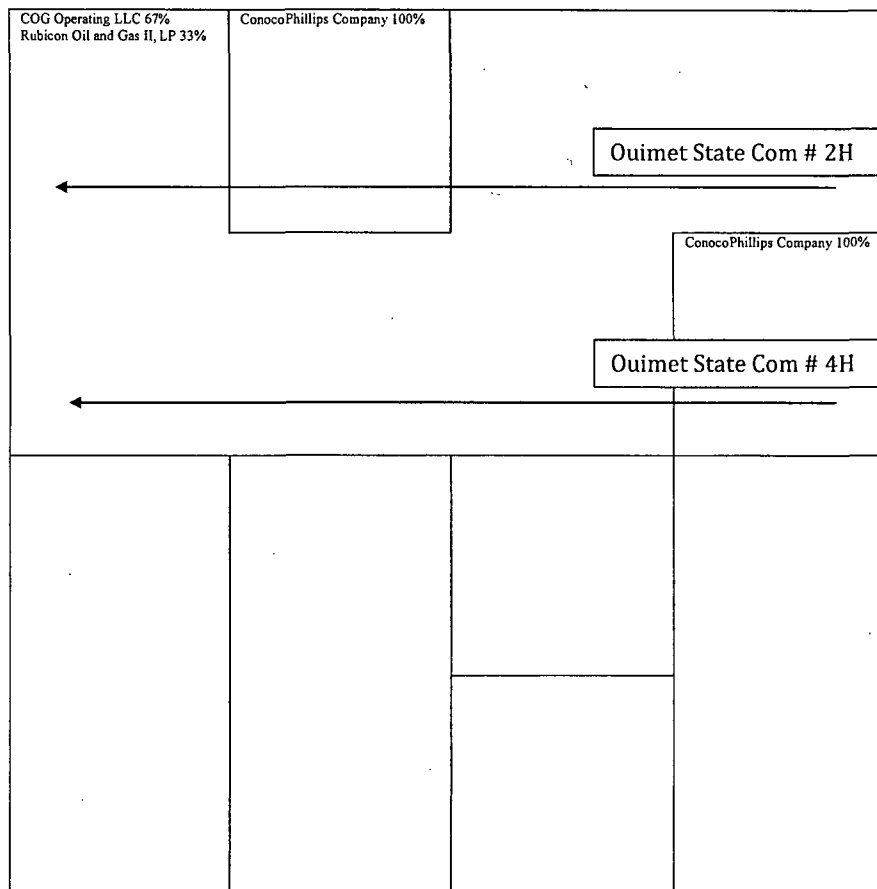 COG Operating LLC 67%
Rubicon Oil and Gas II, LP 33%
ConocoPhillips Company 100%
Ouimet State Com # 2H
ConocoPhillips Company 100%
Ouimet State Com # 4H